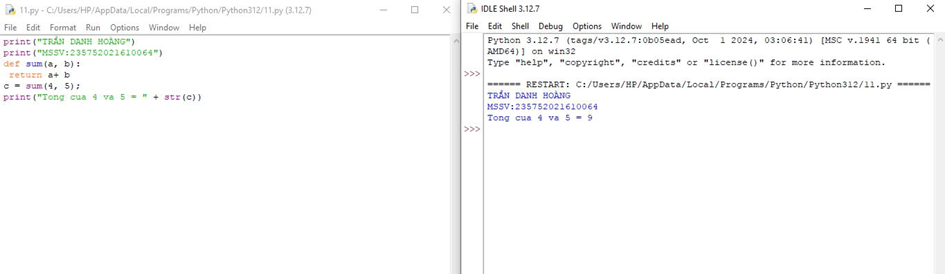 11.py - C:/Users/HP/AppData/Local/Programs/Python/Python312/11.py (3.12.7)
File Edit Format Run Options Window Help
print("TRẦN DANH HOÀNG")
print("MSSV:235752021610064")
def sum(a, b):
 return a+ b
c = sum(4, 5);
print("Tong cua 4 va 5 = " + str(c))
IDLE Shell 3.12.7
File Edit Shell Debug Options Window Help
Python 3.12.7 (tags/v3.12.7:0b05ead, Oct  1 2024, 03:06:41) [MSC v.1941 64 bit (
AMD64)] on win32
Type "help", "copyright", "credits" or "license()" for more information.
>>>
====== RESTART: C:/Users/HP/AppData/Local/Programs/Python/Python312/11.py ======
TRẦN DANH HOÀNG
MSSV:235752021610064
Tong cua 4 va 5 = 9
>>>